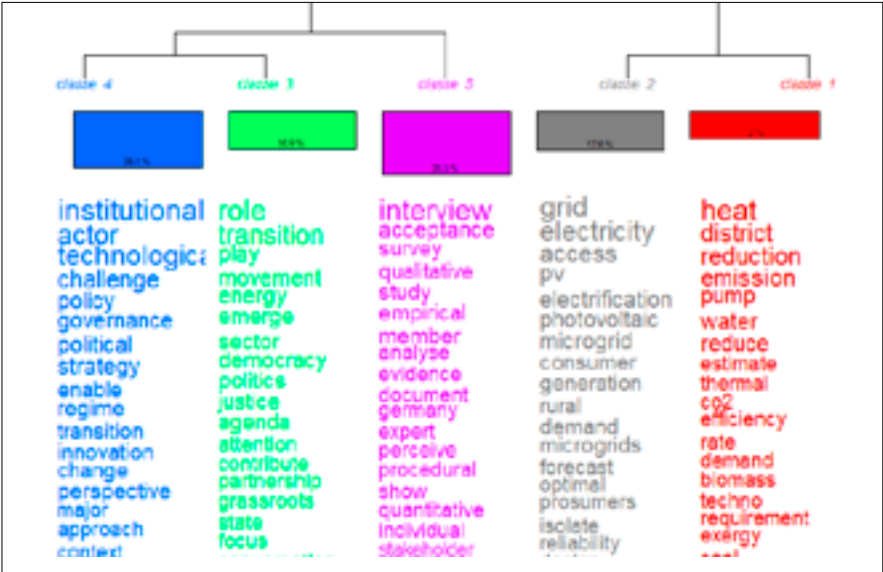 classe 4
classe 3
classe 5
classe 2
classe 1
institutional
actor
technologica
challenge
policy
governance
political
strategy
enable
regime
transition
innovation
change
perspective
major
approach
context
role
transition
play
movement
energy
emerge
sector
democracy
politics
justice
agenda
attention
contribute
partnership
grassroots
state
focus
interview
acceptance
survey
qualitative
study
empirical
member
analyse
evidence
document
germany
expert
perceive
procedural
show
quantitative
individual
stakeholder
grid
electricity
access
pv
electrification
photovoltaic
microgrid
consumer
generation
rural
demand
microgrids
forecast
optimal
prosumers
isolate
reliability
heat
district
reduction
emission
pump
water
reduce
estimate
thermal
co2
efficiency
rate
demand
biomass
techno
requirement
exergy